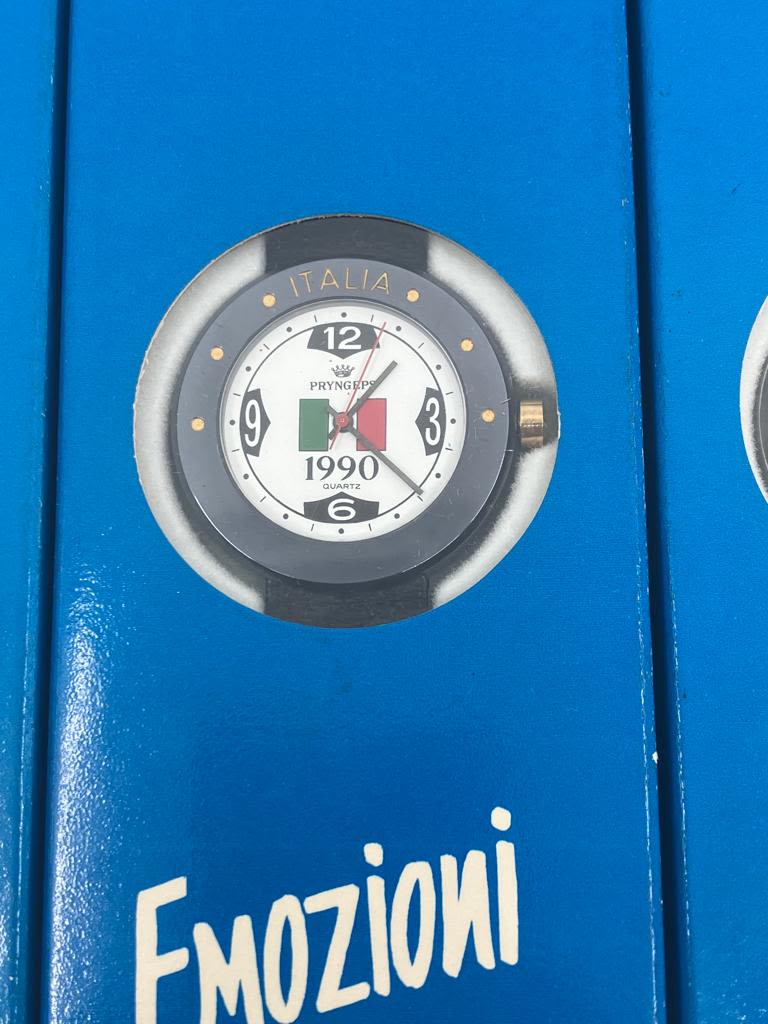 ITALIA
12
PRYNGEPS
9 3
1990
QUARTZ
6
EMOZIONI